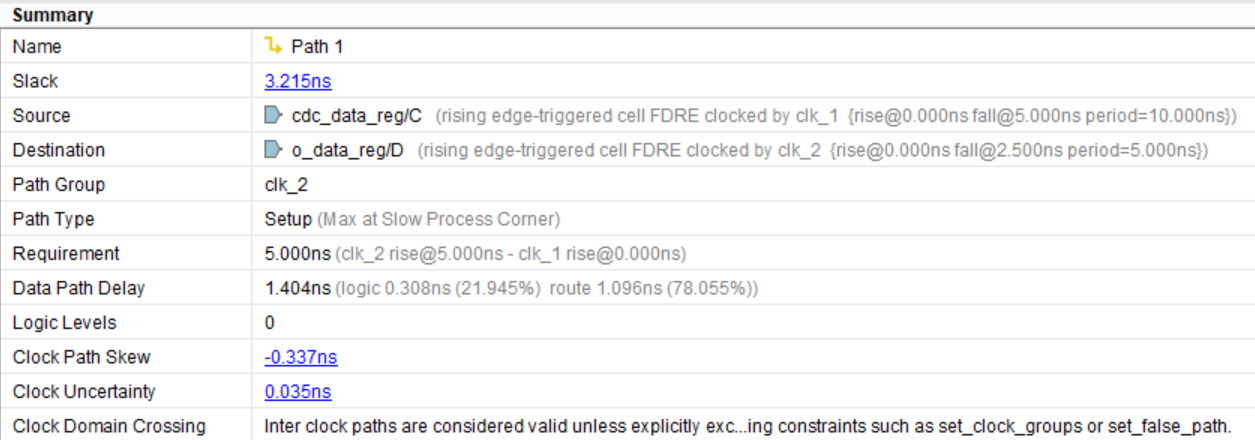 Summary
Name Path 1
Slack 3.215ns
Source cdc_data_reg/C (rising edge-triggered cell FDRE clocked by clk_1 {rise@0.000ns fall@5.000ns period=10.000ns})
Destination o_data_reg/D (rising edge-triggered cell FDRE clocked by clk_2 {rise@0.000ns fall@2.500ns period=5.000ns})
Path Group clk_2
Path Type Setup (Max at Slow Process Corner)
Requirement 5.000ns (clk_2 rise@5.000ns - clk_1 rise@0.000ns)
Data Path Delay 1.404ns (logic 0.308ns (21.945%) route 1.096ns (78.055%))
Logic Levels 0
Clock Path Skew -0.337ns
Clock Uncertainty 0.035ns
Clock Domain Crossing Inter clock paths are considered valid unless explicitly exc...ing constraints such as set_clock_groups or set_false_path.